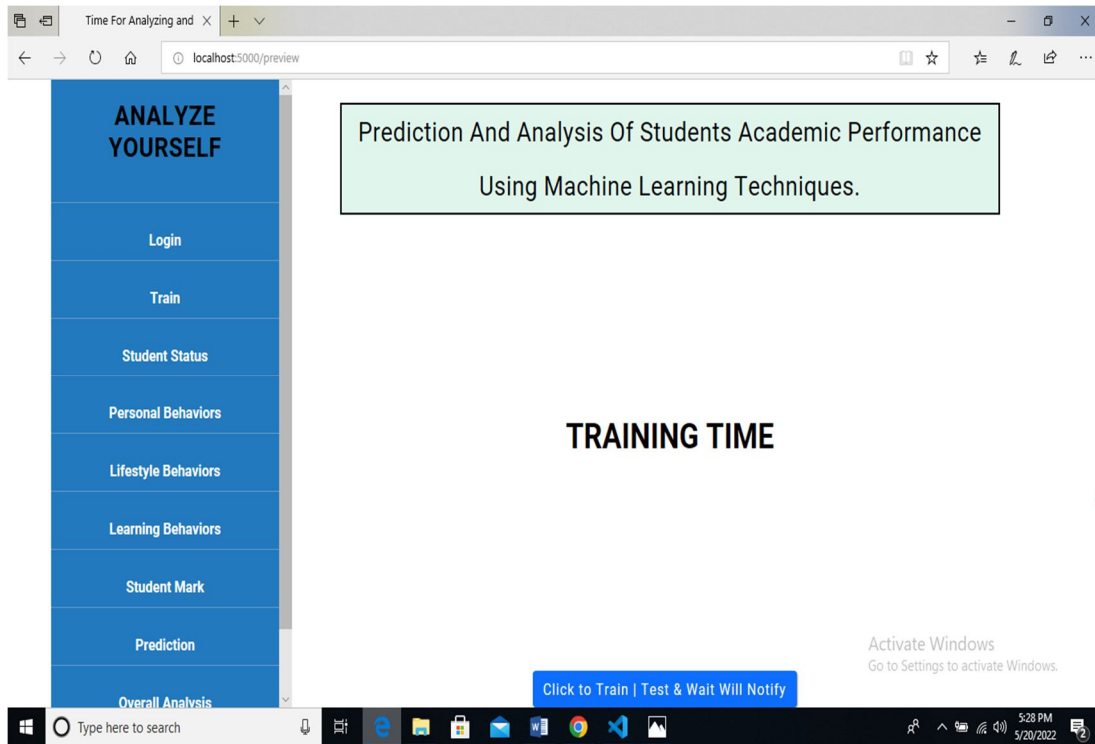 Time For Analyzing and
localhost:5000/preview
ANALYZE
YOURSELF
Login
Train
Student Status
Personal Behaviors
Lifestyle Behaviors
Learning Behaviors
Student Mark
Prediction
Overall Analysis
Prediction And Analysis Of Students Academic Performance
Using Machine Learning Techniques.
TRAINING TIME
Click to Train | Test & Wait Will Notify
Activate Windows
Go to Settings to activate Windows.
Type here to search
5:28 PM
5/20/2022
2